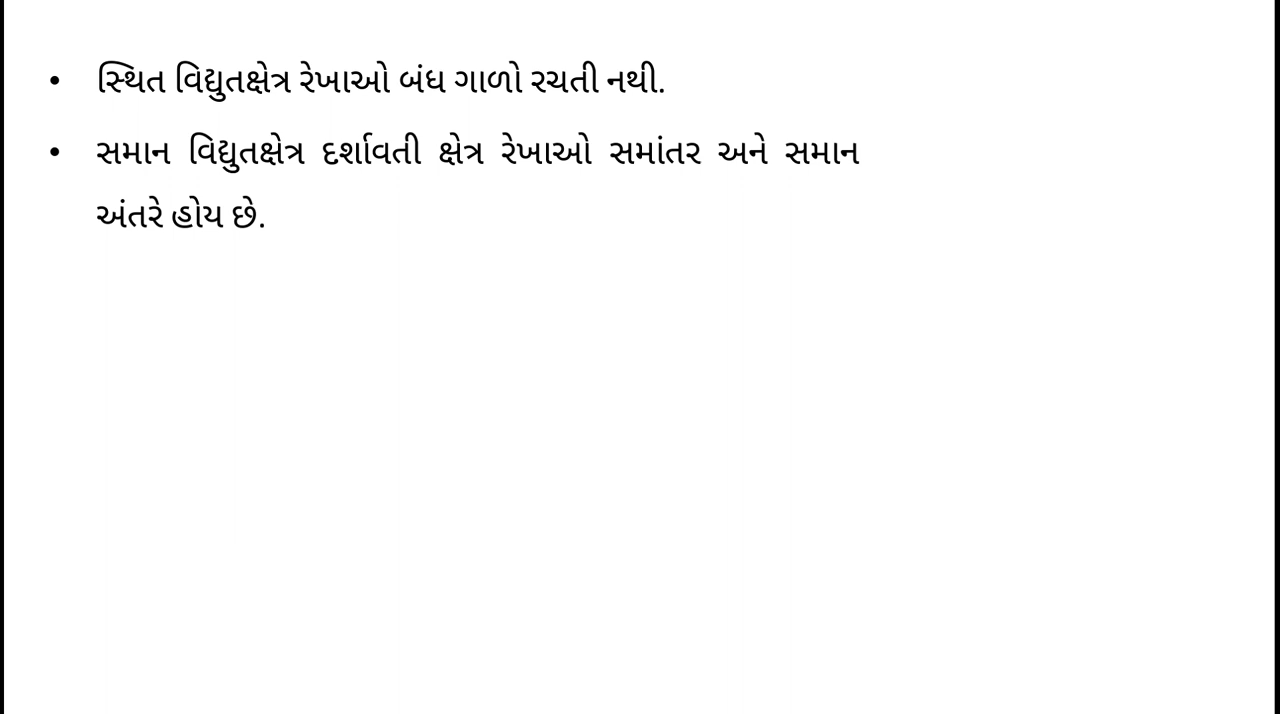 • સ્થિત વિદ્યુતક્ષેત્ર રેખાઓ બંધ ગાળો રચતી નથી.
• સમાન વિદ્યુતક્ષેત્ર દર્શાવતી ક્ષેત્ર રેખાઓ સમાંતર અને સમાન
અંતરે હોય છે.